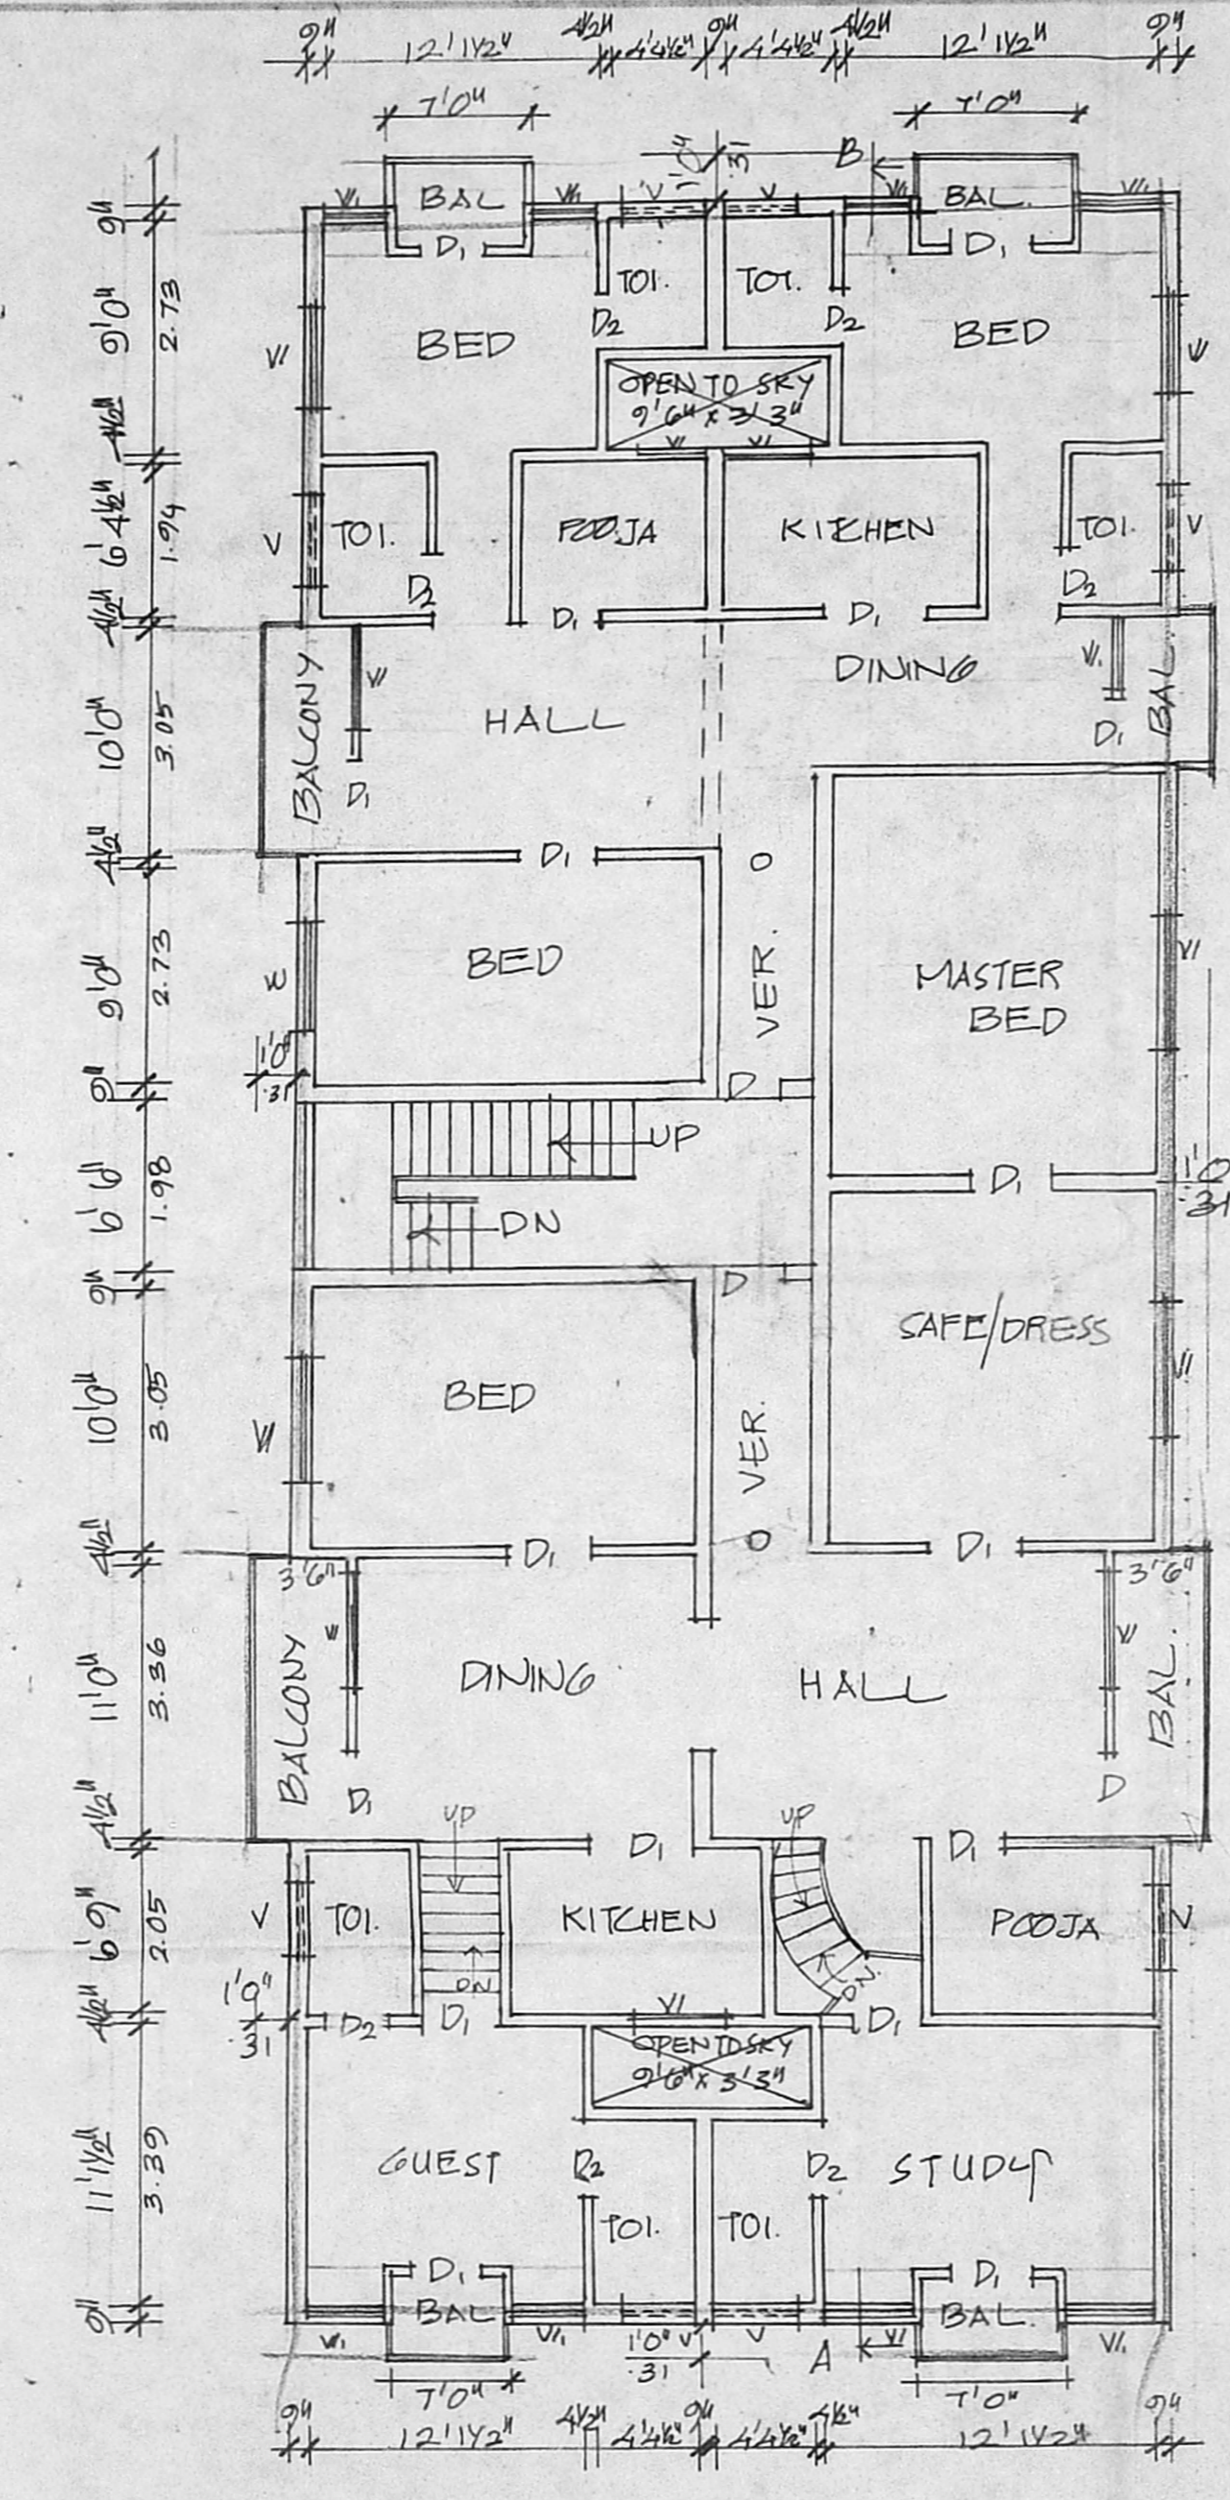 9" 12'1½" 4½" 4'4½" 9" 4'4½" 4½" 12'1½" 9"
7'0" 7'0"
1'0" .31 B
BAL BAL.
W. W. V V W. W.
9" D1 D1
TOI. TOI.
9'0" 2.73 W BED D2 D2 BED W
OPEN TO SKY
9'6" x 3'3"
4½" W W
6'4½" 1.94 V TOI. POOJA KITCHEN TOI. V
D2 D2
4½" D1 D1
BALCONY W DINING W. BAL.
10'0" 3.05 HALL
D1 D1
4½" D1 O
BED VER. MASTER
BED
9'0" 2.73 W W
1'0" .31
9" D
UP
6'6" 1.98 D1 1'0" .31
DN
9" D
SAFE/DRESS
10'0" 3.05 BED W
W VER.
4½" D1 O D1
3'6" 3'6"
W W
11'0" 3.36 BALCONY DINING HALL BAL.
D1 D
4½" UP D1 UP D1
6'9" 2.05 V TOI. KITCHEN POOJA V
1'0" .31 DN DN.
4½" D2 D1 W D1
OPEN TO SKY
9'6" x 3'3"
11'1½" 3.39 GUEST D2 D2 STUDY
TOI. TOI.
D1 D1
9" BAL BAL.
W. W. 1'0" .31 V V A W W.
7'0" 7'0"
9" 12'1½" 4½" 4'4½" 9" 4'4½" 4½" 12'1½" 9"